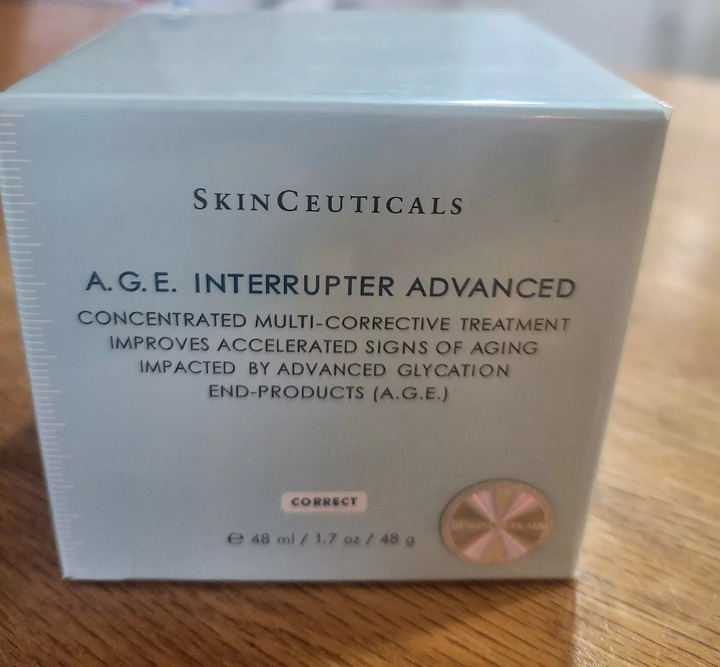 SKINCEUTICALS
A.G.E. INTERRUPTER ADVANCED
CONCENTRATED MULTI-CORRECTIVE TREATMENT
IMPROVES ACCELERATED SIGNS OF AGING
IMPACTED BY ADVANCED GLYCATION
END-PRODUCTS (A.G.E.)
CORRECT
℮ 48 ml / 1.7 oz / 48 g